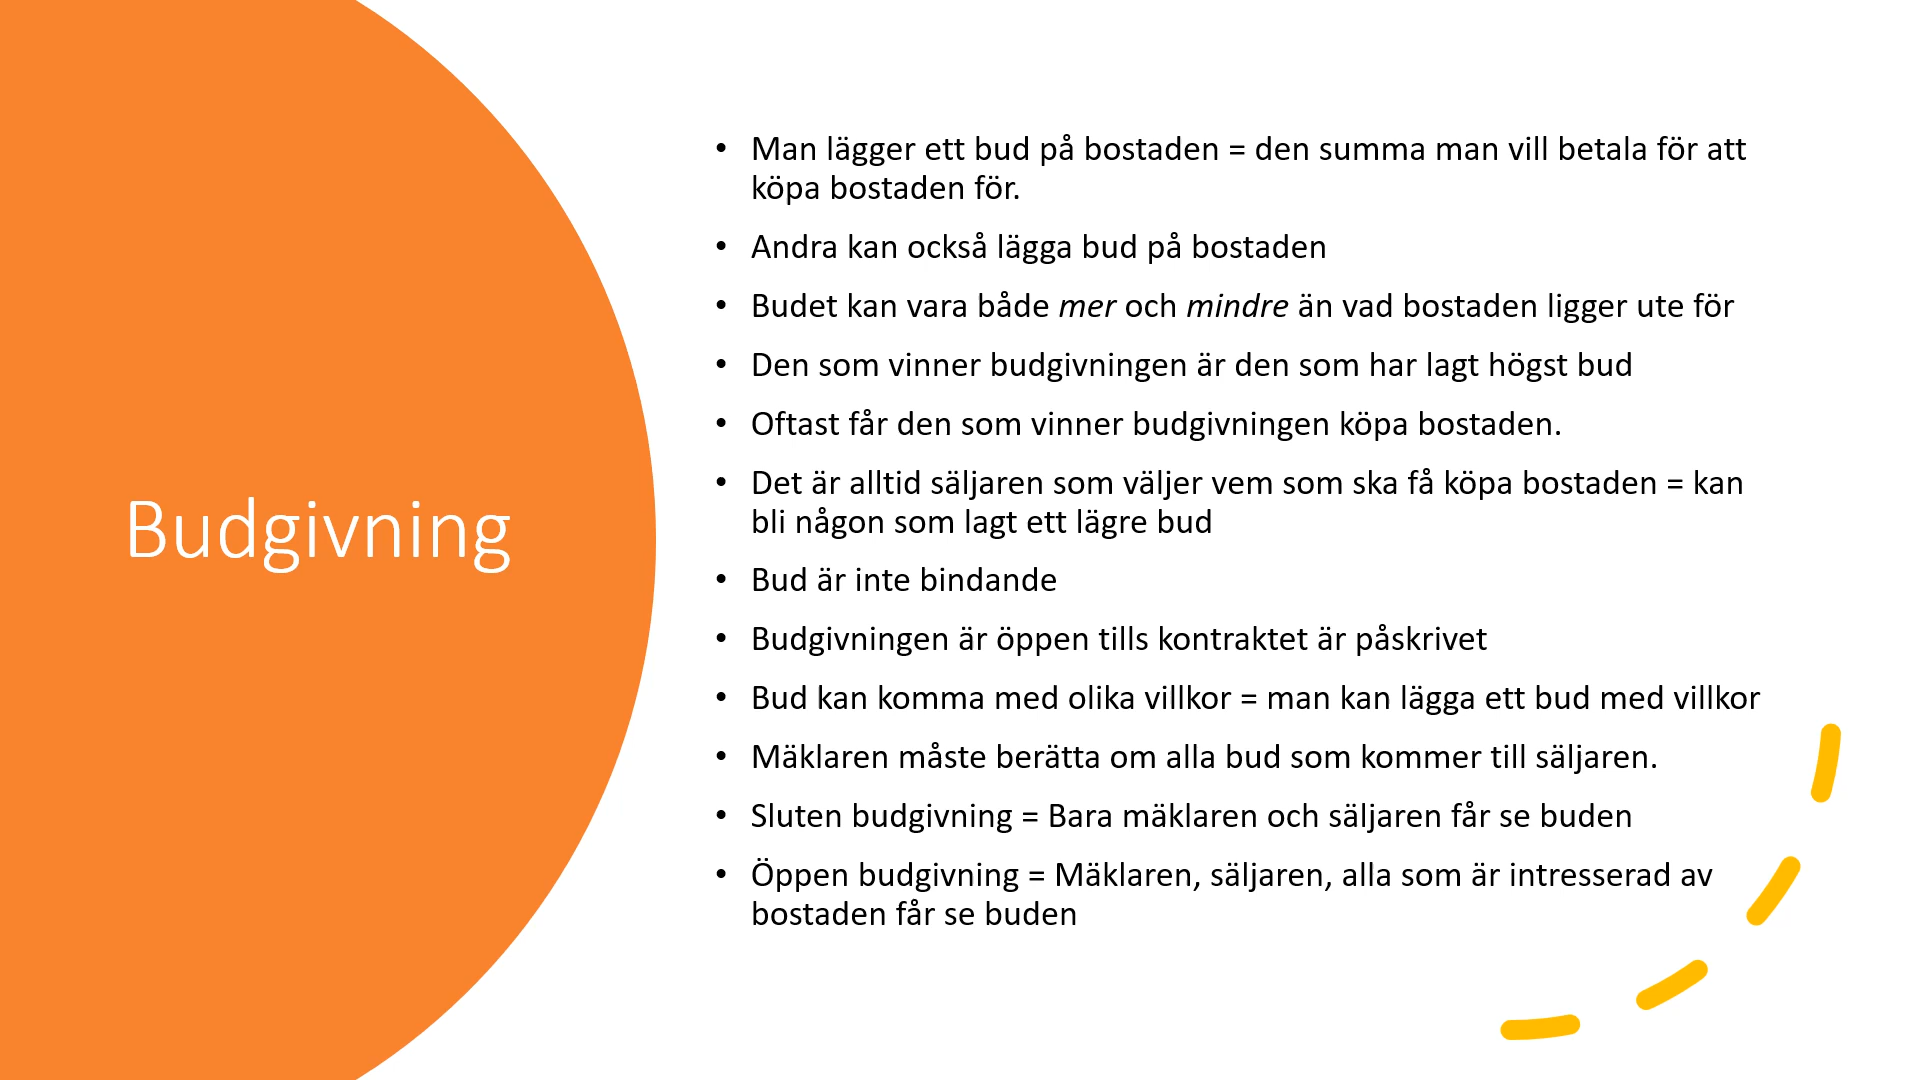 Budgivning
• Man lägger ett bud på bostaden = den summa man vill betala för att
köpa bostaden för.
• Andra kan också lägga bud på bostaden
• Budet kan vara både mer och mindre än vad bostaden ligger ute för
• Den som vinner budgivningen är den som har lagt högst bud
• Oftast får den som vinner budgivningen köpa bostaden.
• Det är alltid säljaren som väljer vem som ska få köpa bostaden = kan
bli någon som lagt ett lägre bud
• Bud är inte bindande
• Budgivningen är öppen tills kontraktet är påskrivet
• Bud kan komma med olika villkor = man kan lägga ett bud med villkor
• Mäklaren måste berätta om alla bud som kommer till säljaren.
• Sluten budgivning = Bara mäklaren och säljaren får se buden
• Öppen budgivning = Mäklaren, säljaren, alla som är intresserad av
bostaden får se buden